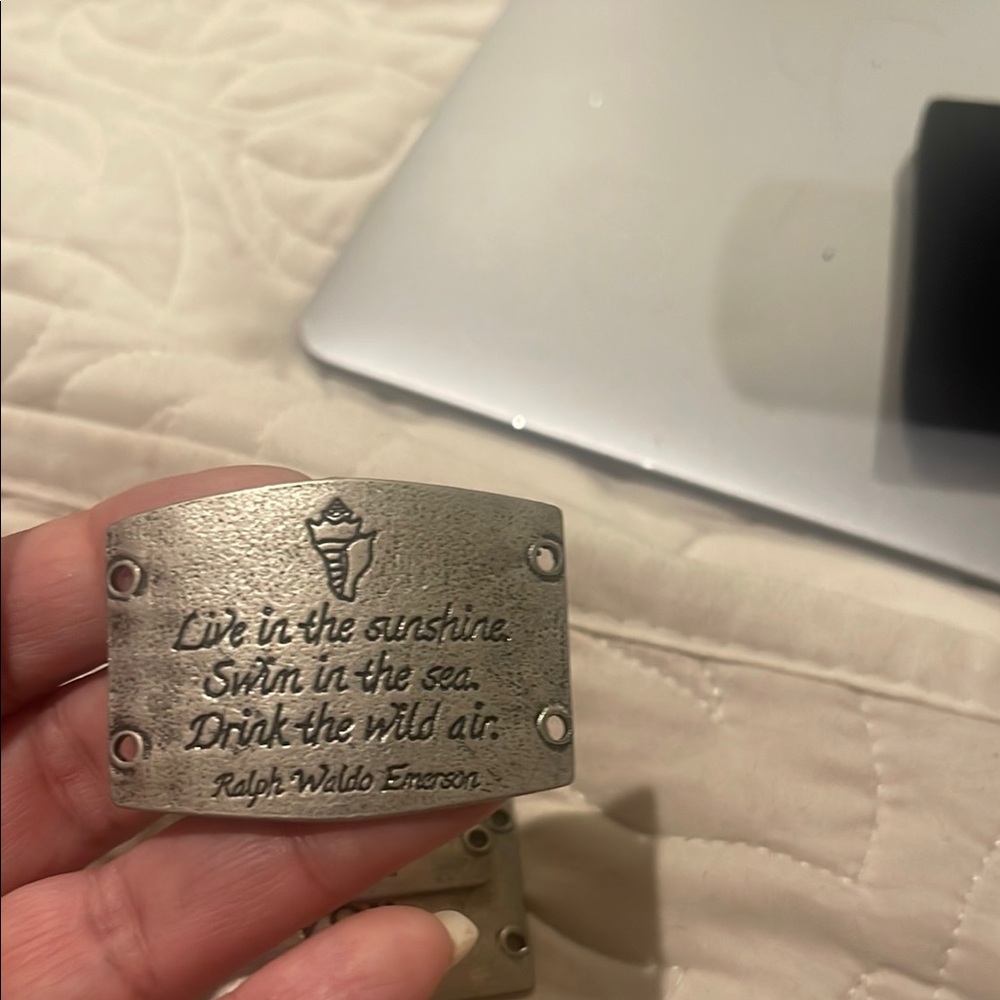 Live in the sunshine.
Swim in the sea.
Drink the wild air.
Ralph Waldo Emerson